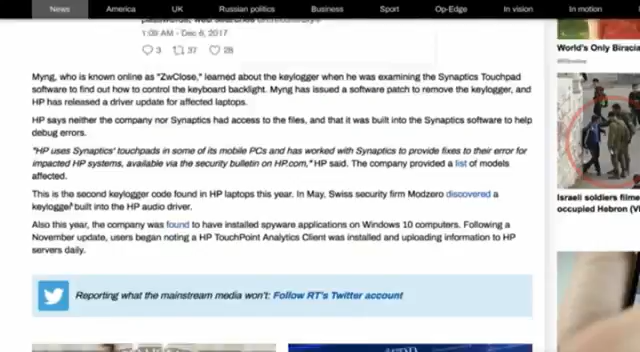 News America UK Russian politics Business Sport Op-Edge In vision In motion
1:09 AM - Dec 6, 2017
3 37 28
Myng, who is known online as "ZwClose," learned about the keylogger when he was examining the Synaptics Touchpad
software to find out how to control the keyboard backlight. Myng has issued a software patch to remove the keylogger, and
HP has released a driver update for affected laptops.
HP says neither the company nor Synaptics had access to the files, and that it was built into the Synaptics software to help
debug errors.
"HP uses Synaptics' touchpads in some of its mobile PCs and has worked with Synaptics to provide fixes to their error for
impacted HP systems, available via the security bulletin on HP.com," HP said. The company provided a list of models
affected.
This is the second keylogger code found in HP laptops this year. In May, Swiss security firm Modzero discovered a
keylogger built into the HP audio driver.
Also this year, the company was found to have installed spyware applications on Windows 10 computers. Following a
November update, users began noting a HP TouchPoint Analytics Client was installed and uploading information to HP
servers daily.
Reporting what the mainstream media won't: Follow RT's Twitter account
World's Only Biracia
Israeli soldiers filme
occupied Hebron (V